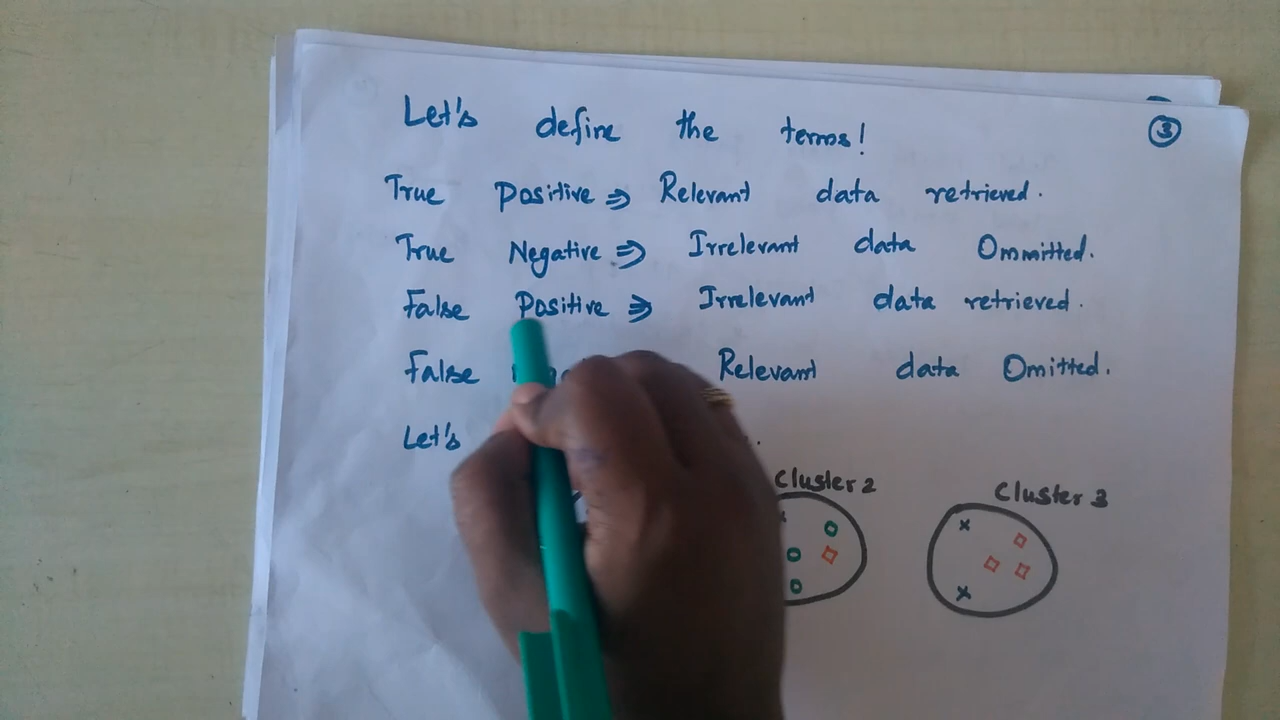 Let's define the terms! 3
True Positive ⇒ Relevant data retrieved.
True Negative ⇒ Irrelevant data Ommitted.
False Positive ⇒ Irrelevant data retrieved.
False Relevant data Omitted.
Let's
Cluster 2 Cluster 3